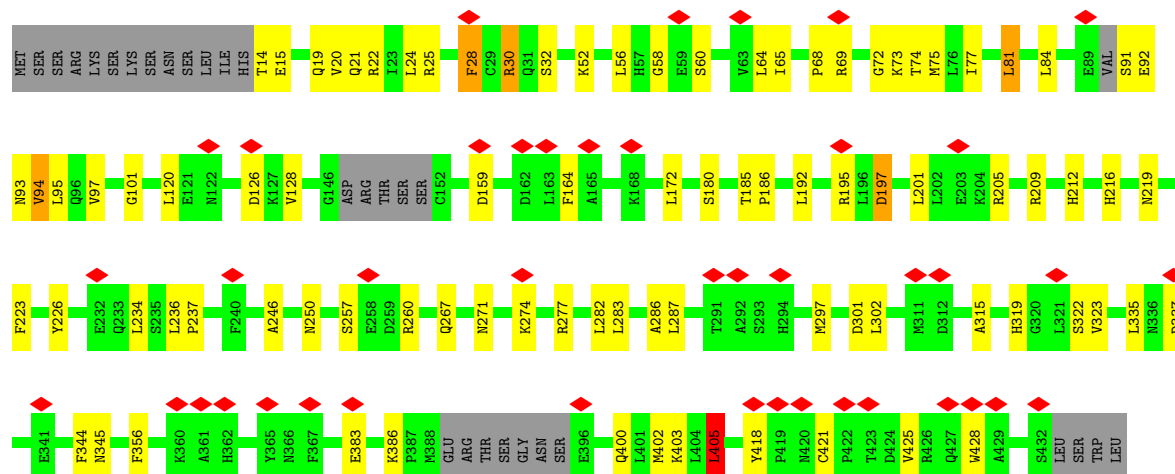 MET SER SER ARG LYS SER LYS SER ASN SER LEU ILE HIS T14 E15 Q19 V20 Q21 R22 I23 L24 R25 F28 C29 R30 Q31 S32 K52 L56 H57 G58 E59 S60 V63 L64 I65 P68 R69 G72 K73 T74 M75 L76 I77 L81 L84 E89 VAL S91 E92
N93 V94 L95 Q96 V97 G101 L120 E121 N122 D126 K127 V128 G146 ASP ARG THR SER SER C152 D159 D162 L163 F164 A165 K168 L172 S180 T185 P186 L192 R195 L196 D197 L201 L202 E203 K204 R205 R209 H212 H216 N219
F223 Y226 E232 Q233 L234 S235 L236 P237 F240 A246 N250 S257 E258 D259 R260 Q267 N271 K274 R277 L282 L283 A286 L287 T291 A292 S293 H294 M297 D301 L302 M311 D312 A315 H319 G320 L321 S322 V323 L335 N336
E341 F344 N345 F356 K360 A361 H362 Y365 N366 F367 E383 K386 P387 M388 GLU ARG THR SER GLY ASN SER E396 Q400 L401 M402 K403 L404 L405 Y418 P419 N420 C421 P422 T423 D424 V425 R426 Q427 W428 A429 S432 LEU SER TRP LEU